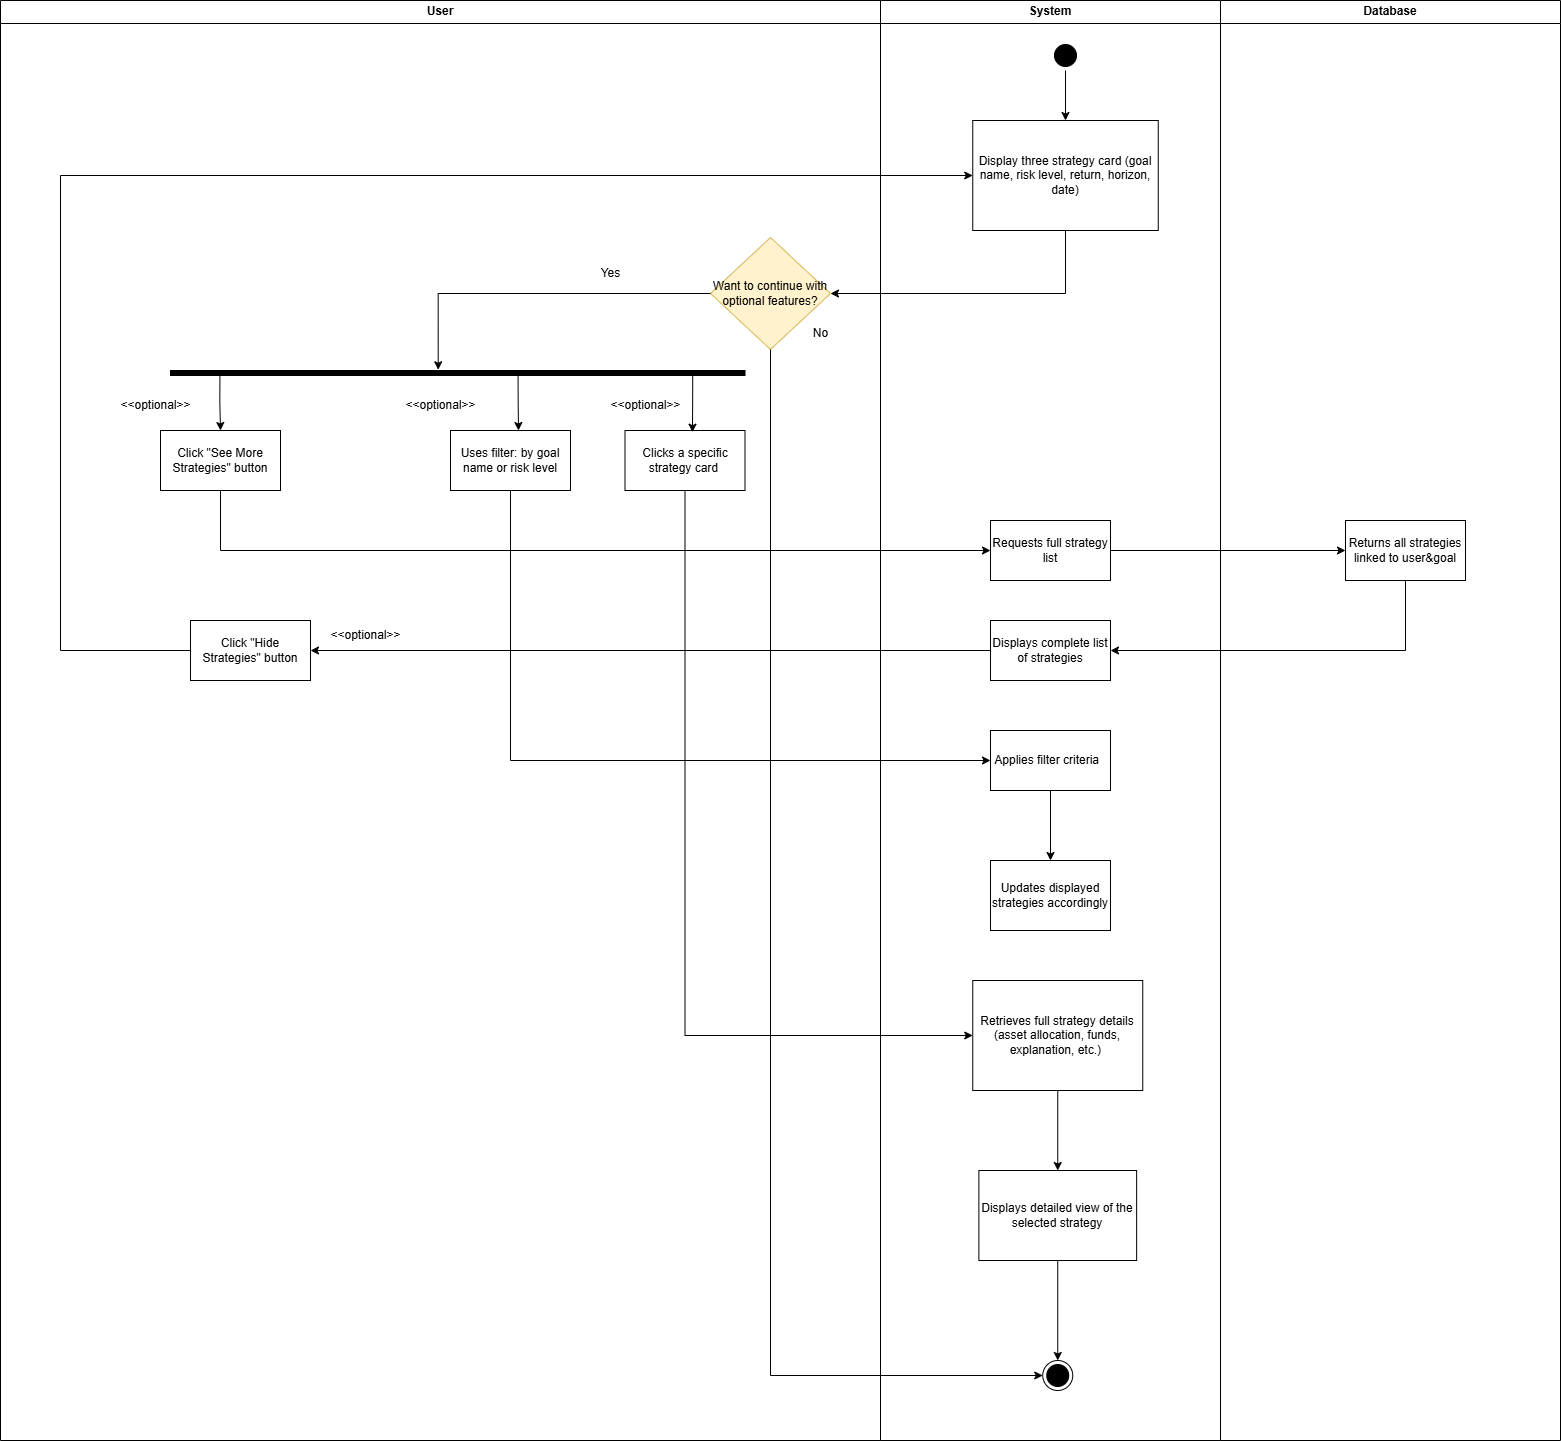 User
System
Database
Display three strategy card (goal
name, risk level, return, horizon,
date)
Yes
Want to continue with
optional features?
No
<<optional>>
<<optional>>
<<optional>>
Click "See More
Strategies" button
Uses filter: by goal
name or risk level
Clicks a specific
strategy card
Requests full strategy
list
Returns all strategies
linked to user&goal
Click "Hide
Strategies" button
<<optional>>
Displays complete list
of strategies
Applies filter criteria
Updates displayed
strategies accordingly
Retrieves full strategy details
(asset allocation, funds,
explanation, etc.)
Displays detailed view of the
selected strategy